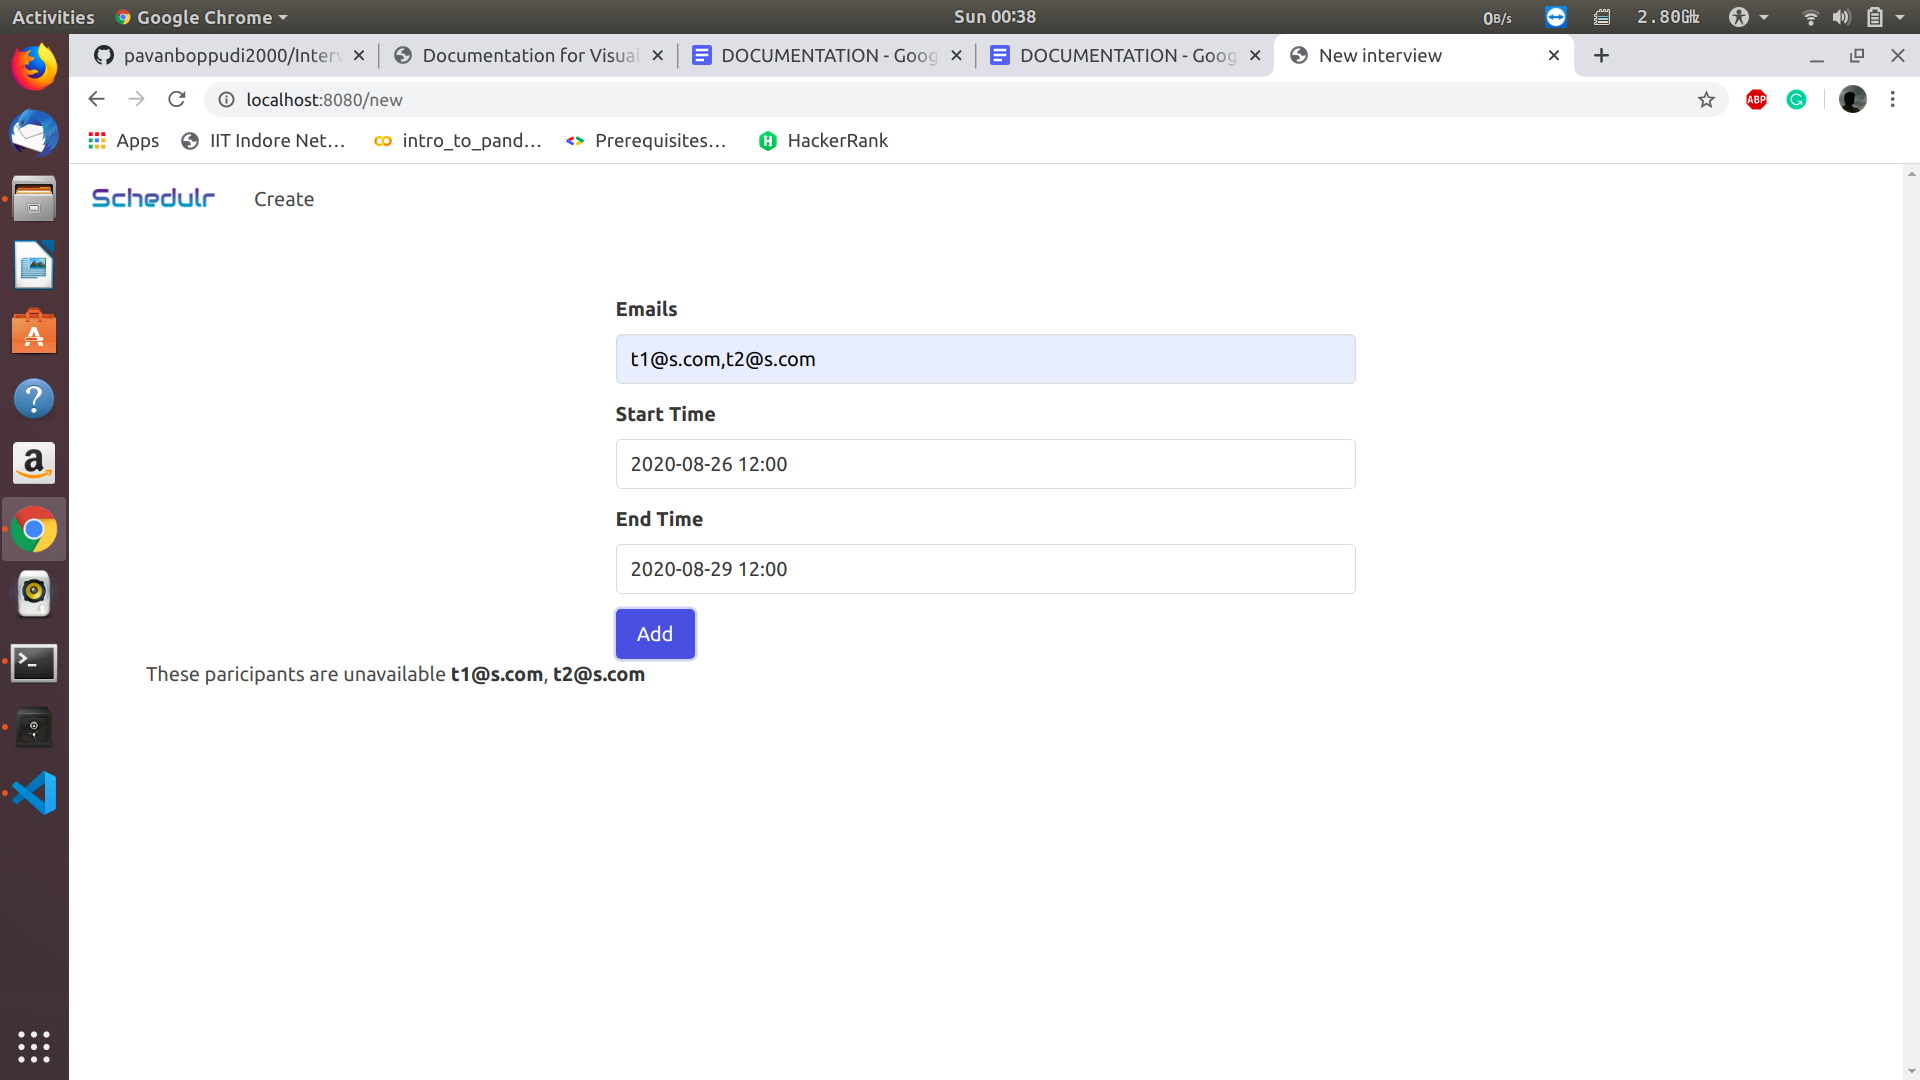 Activities Google Chrome Sun 00:38 0B/s 2.80GHz
pavanboppudi2000/Interv Documentation for Visual DOCUMENTATION - Goog DOCUMENTATION - Goog New interview
localhost:8080/new ABP
Apps IIT Indore Net... intro_to_pand... Prerequisites... HackerRank
Schedulr Create
Emails
t1@s.com,t2@s.com
Start Time
2020-08-26 12:00
End Time
2020-08-29 12:00
Add
These paricipants are unavailable t1@s.com, t2@s.com